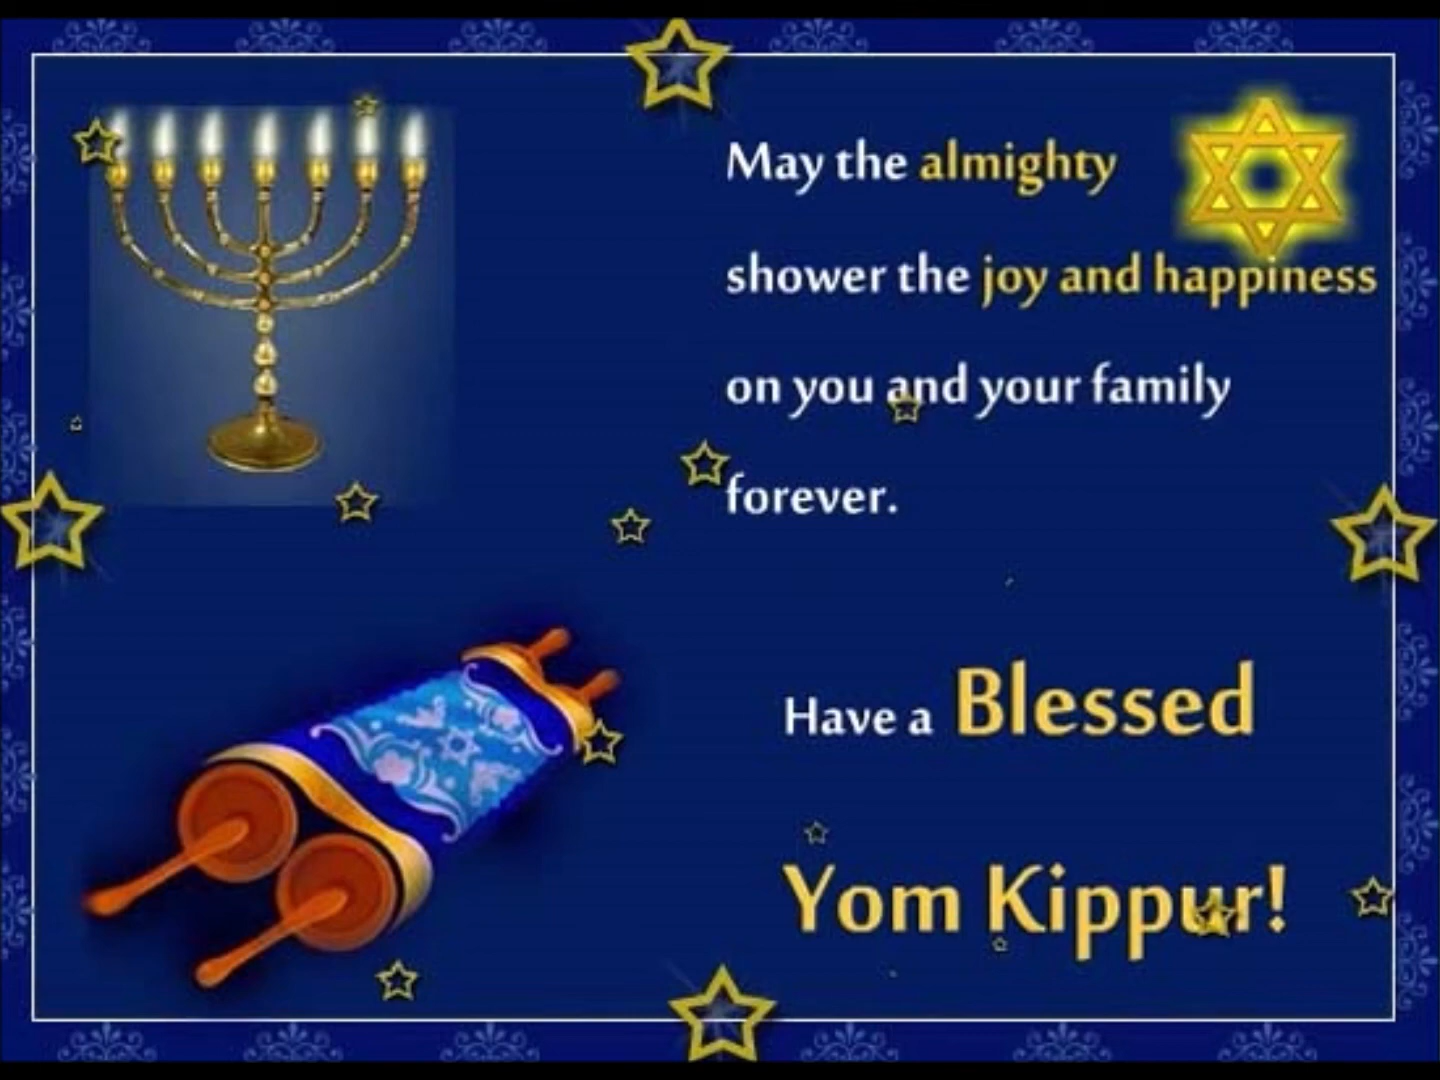 May the almighty
shower the joy and happiness
on you and your family
forever.
Have a Blessed
Yom Kippur!